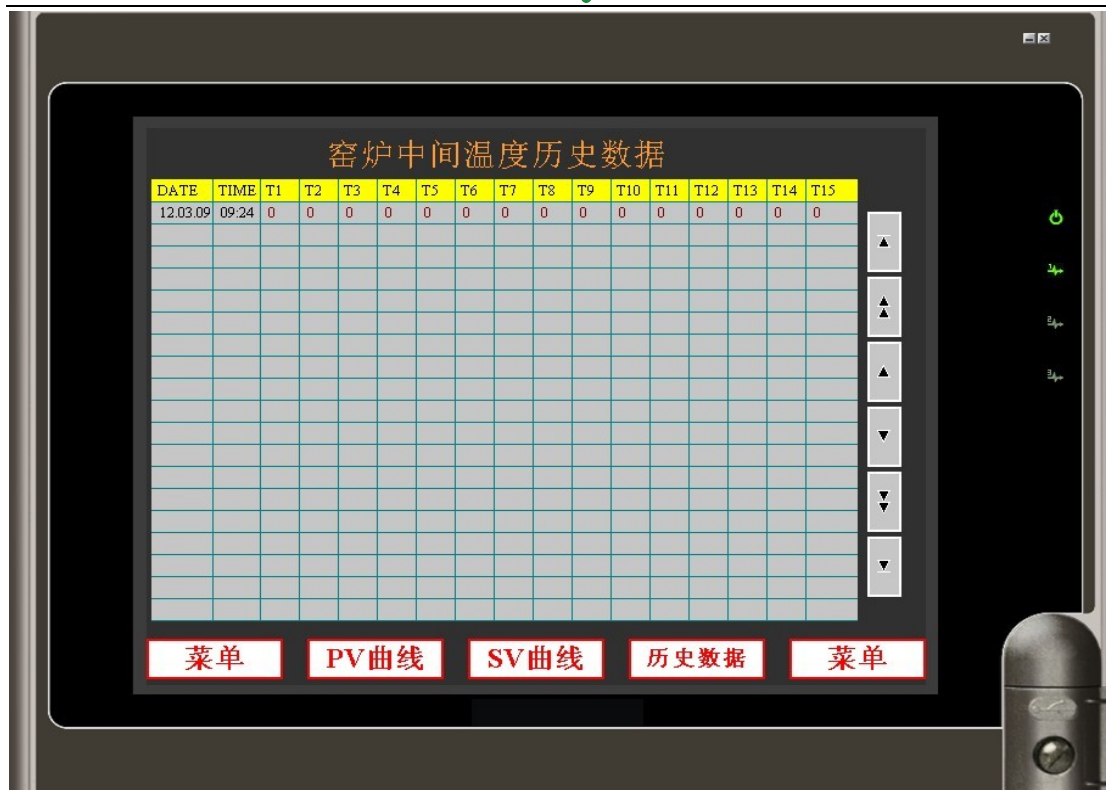 窑炉中间温度历史数据
DATE TIME T1 T2 T3 T4 T5 T6 T7 T8 T9 T10 T11 T12 T13 T14 T15
12.03.09 09:24 0 0 0 0 0 0 0 0 0 0 0 0 0 0 0
1
2
3
菜单 PV曲线 SV曲线 历史数据 菜单